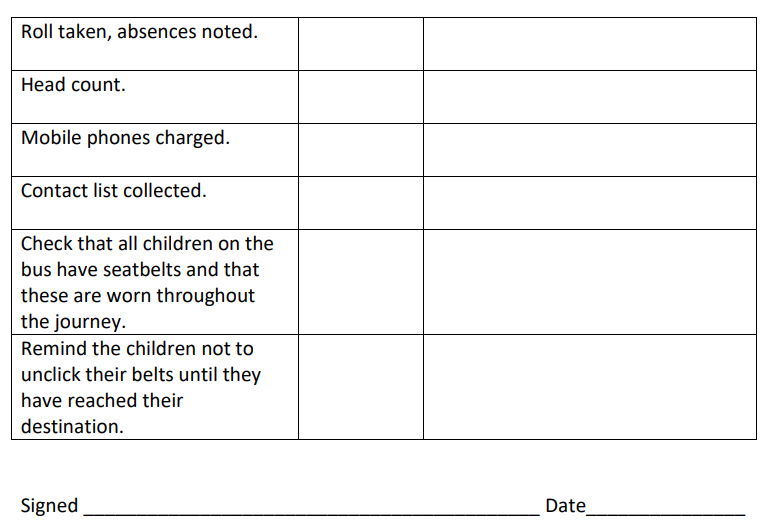 Roll taken, absences noted.
Head count.
Mobile phones charged.
Contact list collected.
Check that all children on the
bus have seatbelts and that
these are worn throughout
the journey.
Remind the children not to
unclick their belts until they
have reached their
destination.
Signed ___________________________________________ Date_______________